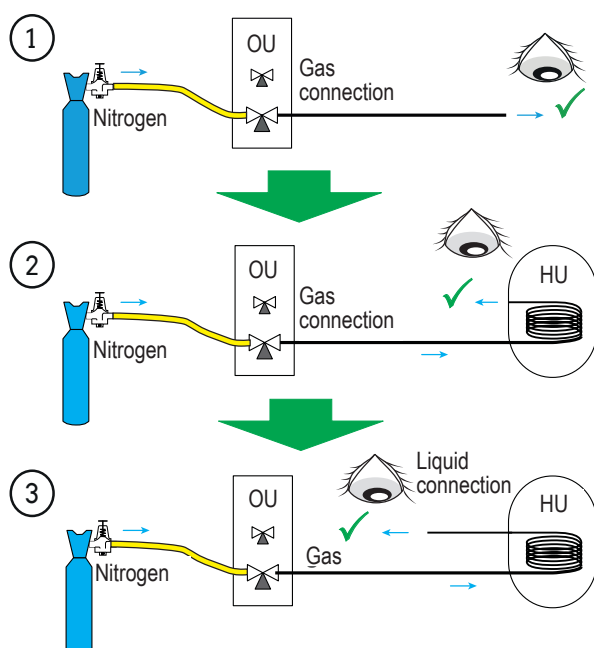 1
OU
Gas
connection
Nitrogen
2
OU
HU
Gas
connection
Nitrogen
3
Liquid
connection
OU
HU
Gas
Nitrogen